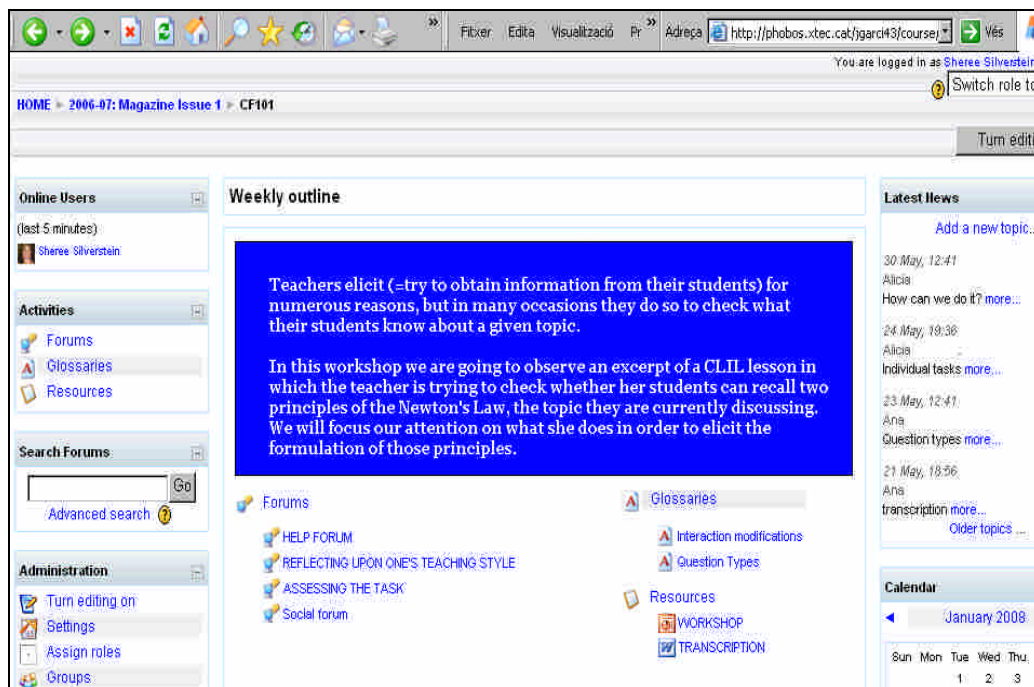 »
Fitxer Edita Visualització Pr » Adreça http://phobos.xtec.cat/jgarci43/course/ Vés
You are logged in as Sheree Silverstein
Switch role to
HOME ► 2006-07: Magazine Issue 1 ► CF101
Turn editi
Online Users
(last 5 minutes)
Sheree Silverstein
Activities
Forums
Glossaries
Resources
Search Forums
Go
Advanced search
Administration
Turn editing on
Settings
Assign roles
Groups
Weekly outline
Teachers elicit (=try to obtain information from their students) for
numerous reasons, but in many occasions they do so to check what
their students know about a given topic.
In this workshop we are going to observe an excerpt of a CLIL lesson in
which the teacher is trying to check whether her students can recall two
principles of the Newton's Law, the topic they are currently discussing.
We will focus our attention on what she does in order to elicit the
formulation of those principles.
Forums
HELP FORUM
REFLECTING UPON ONE'S TEACHING STYLE
ASSESSING THE TASK
Social forum
Glossaries
Interaction modifications
Question Types
Resources
WORKSHOP
TRANSCRIPTION
Latest News
Add a new topic...
30 May, 12:41
Alicia
How can we do it? more...
24 May, 19:36
Alicia
Individual tasks more...
23 May, 12:41
Ana
Question types more...
21 May, 18:56
Ana
transcription more...
Older topics ...
Calendar
◄ January 2008
Sun Mon Tue Wed Thu
1 2 3